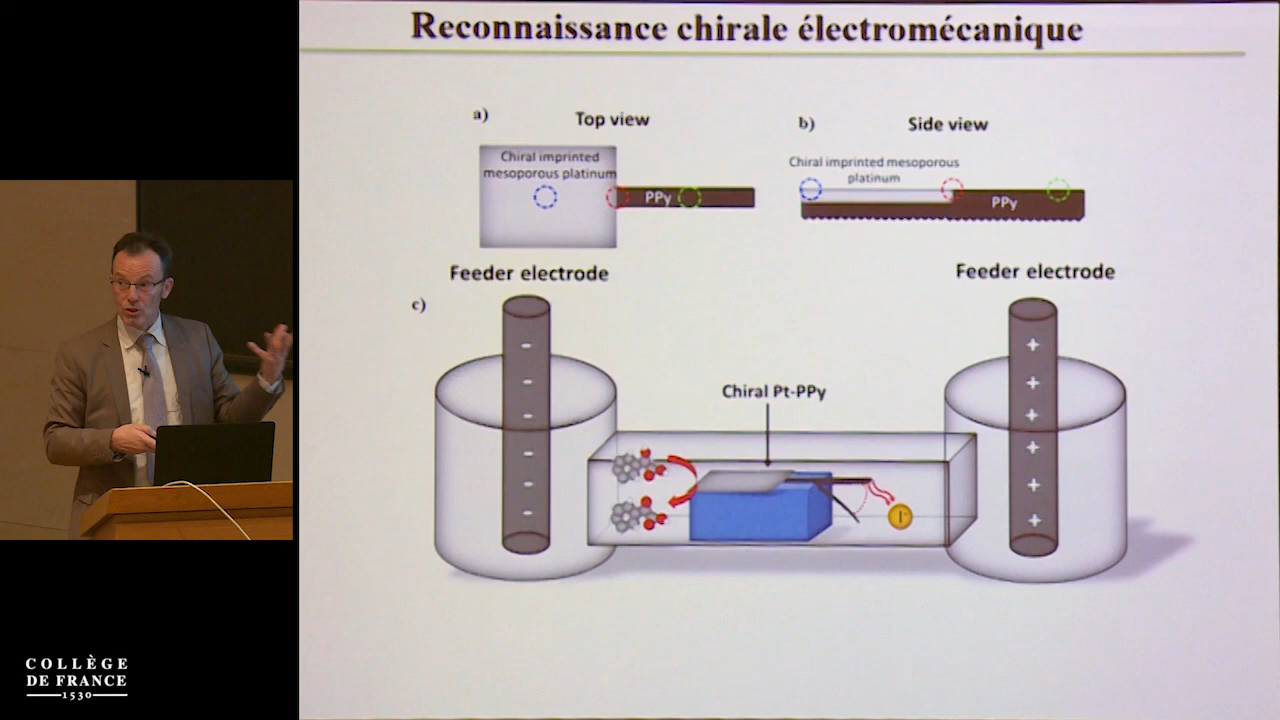 Reconnaissance chirale électromécanique
a)
Top view
Chiral imprinted
mesoporous platinum
PPy
b)
Side view
Chiral imprinted mesoporous
platinum
PPy
Feeder electrode
Feeder electrode
c)
Chiral Pt-PPy
I-
COLLÈGE
DE FRANCE
1530